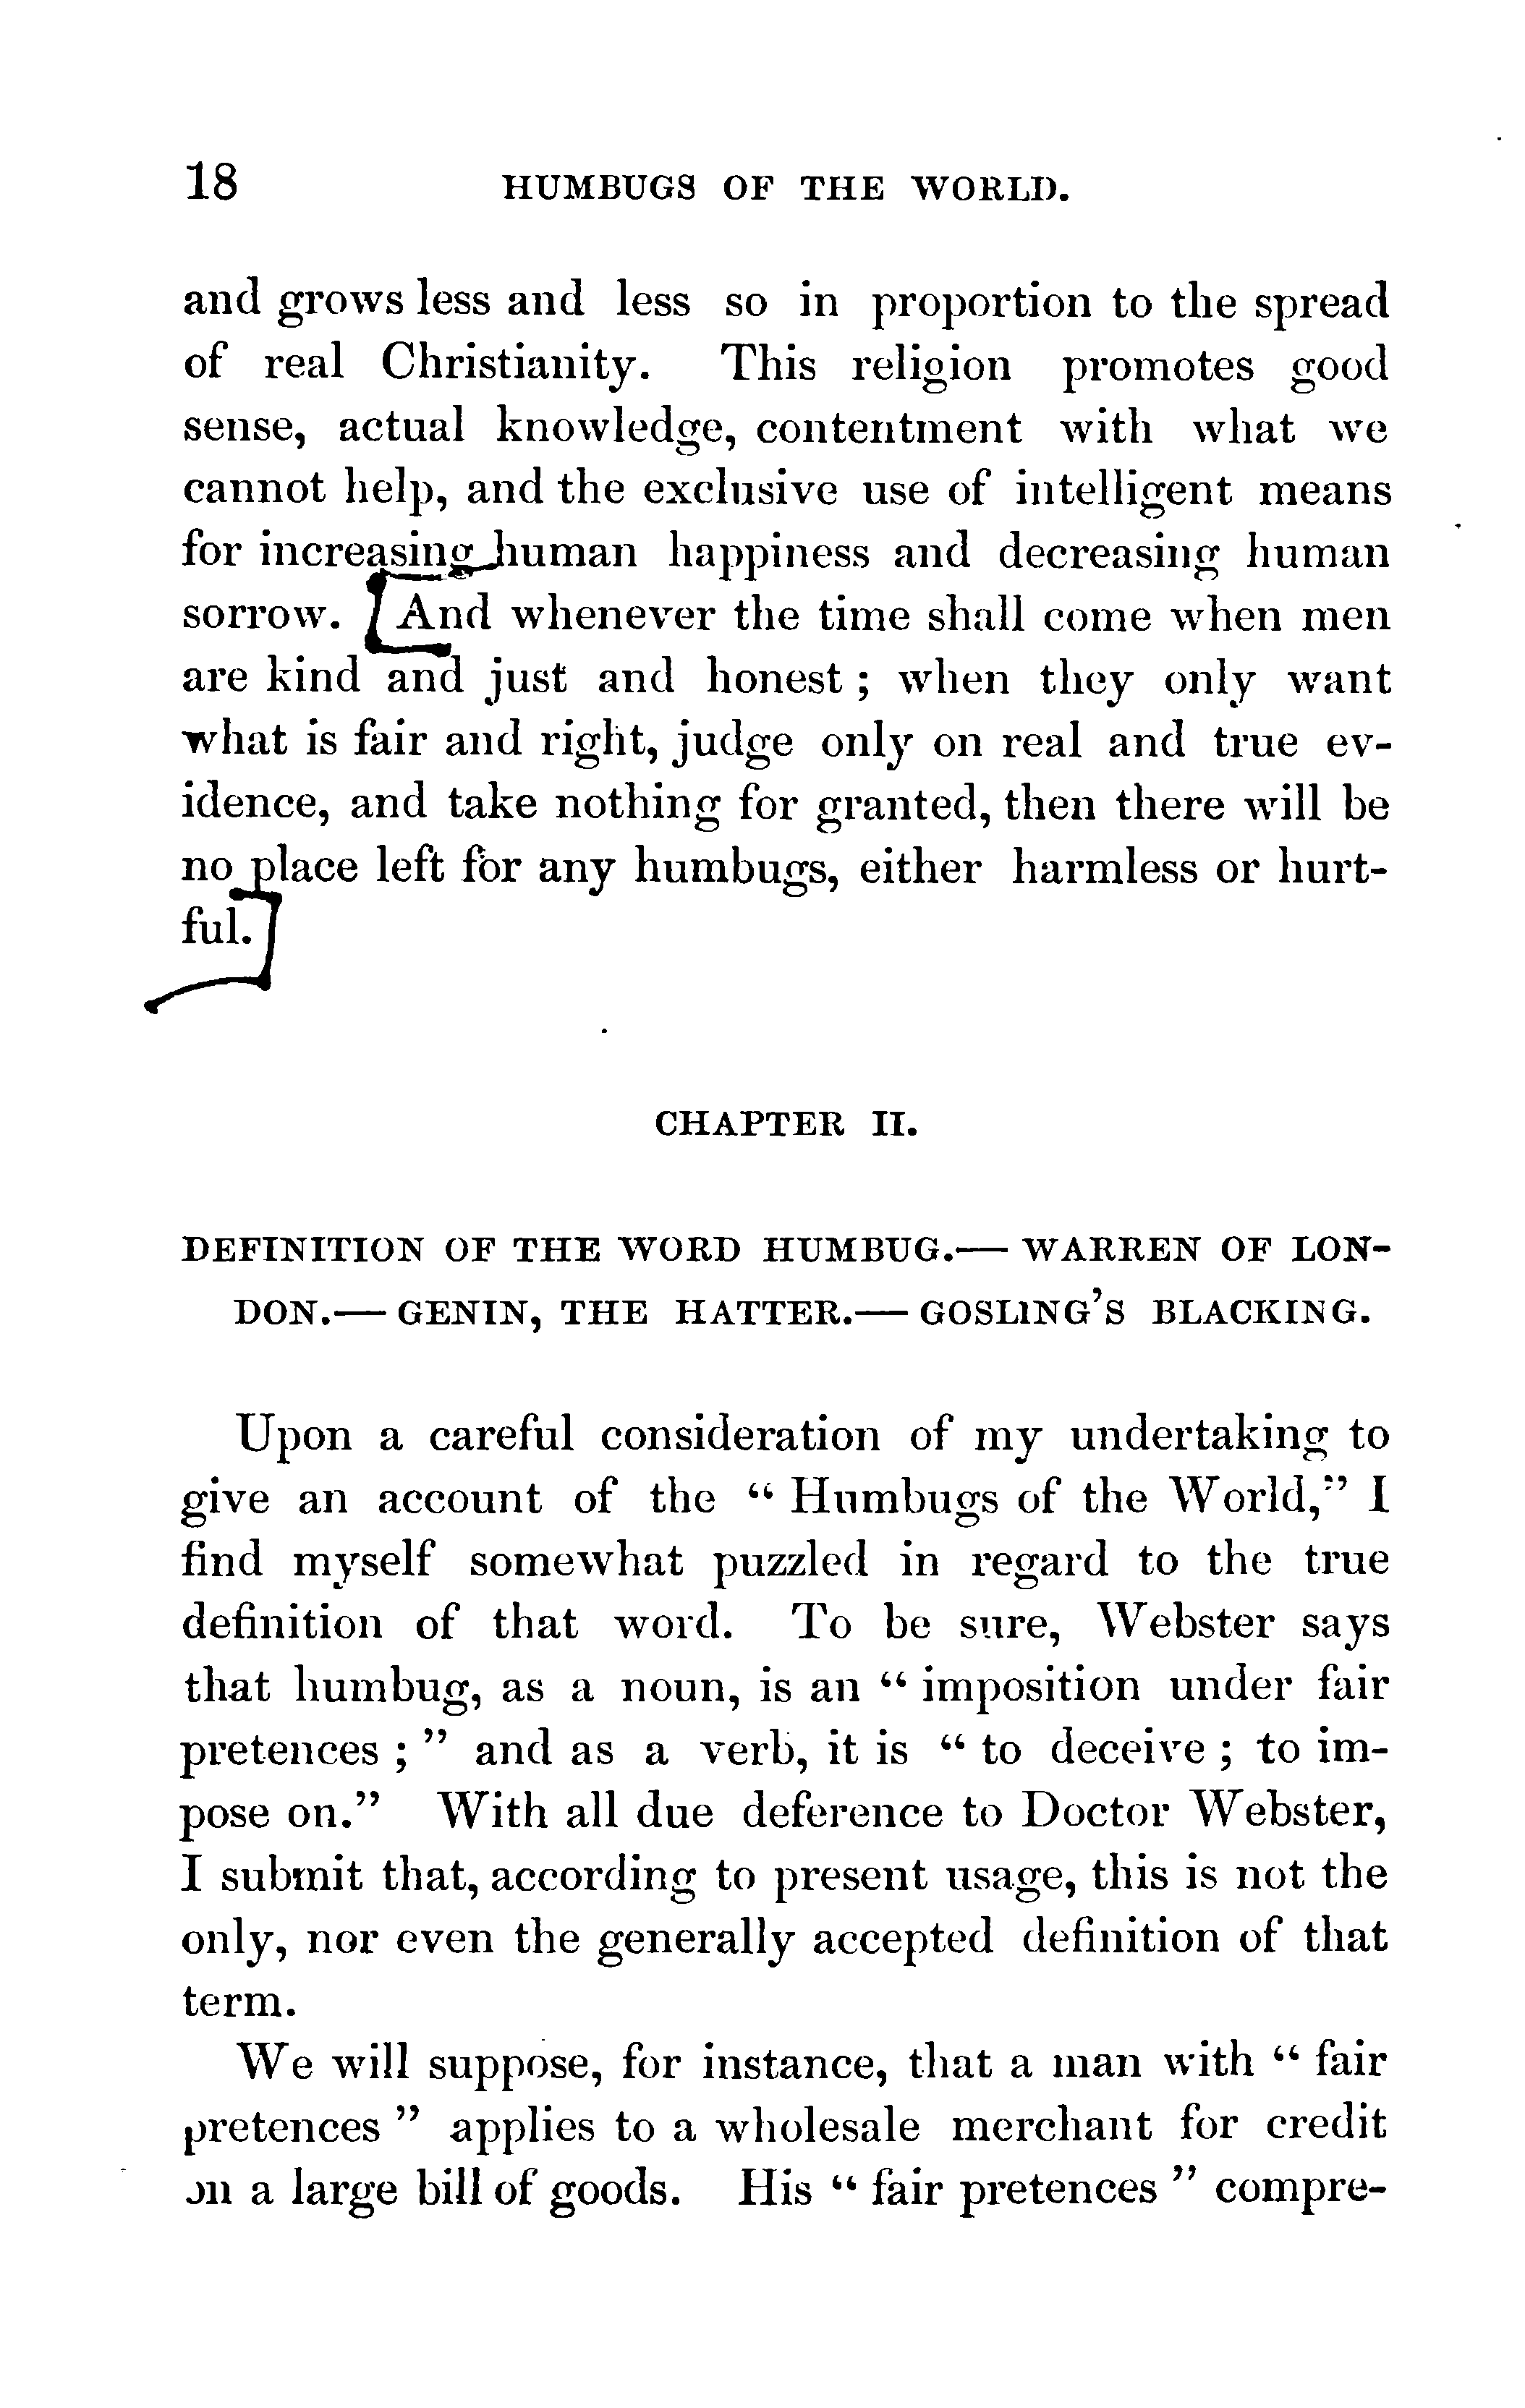 18 HUMBUGS OF THE WORLD.
and grows less and less so in proportion to the spread
of real Christianity. This religion promotes good
sense, actual knowledge, contentment with what we
cannot help, and the exclusive use of intelligent means
for increasing human happiness and decreasing human
sorrow. [And whenever the time shall come when men
are kind and just and honest ; when they only want
what is fair and right, judge only on real and true ev-
idence, and take nothing for granted, then there will be
no place left for any humbugs, either harmless or hurt-
ful.]
CHAPTER II.
DEFINITION OF THE WORD HUMBUG.— WARREN OF LON-
DON.— GENIN, THE HATTER.— GOSLING'S BLACKING.
Upon a careful consideration of my undertaking to
give an account of the “ Humbugs of the World,” I
find myself somewhat puzzled in regard to the true
definition of that word. To be sure, Webster says
that humbug, as a noun, is an “ imposition under fair
pretences ; ” and as a verb, it is “ to deceive ; to im-
pose on.” With all due deference to Doctor Webster,
I submit that, according to present usage, this is not the
only, nor even the generally accepted definition of that
term.
We will suppose, for instance, that a man with “ fair
pretences ” applies to a wholesale merchant for credit
on a large bill of goods. His “ fair pretences ” compre-